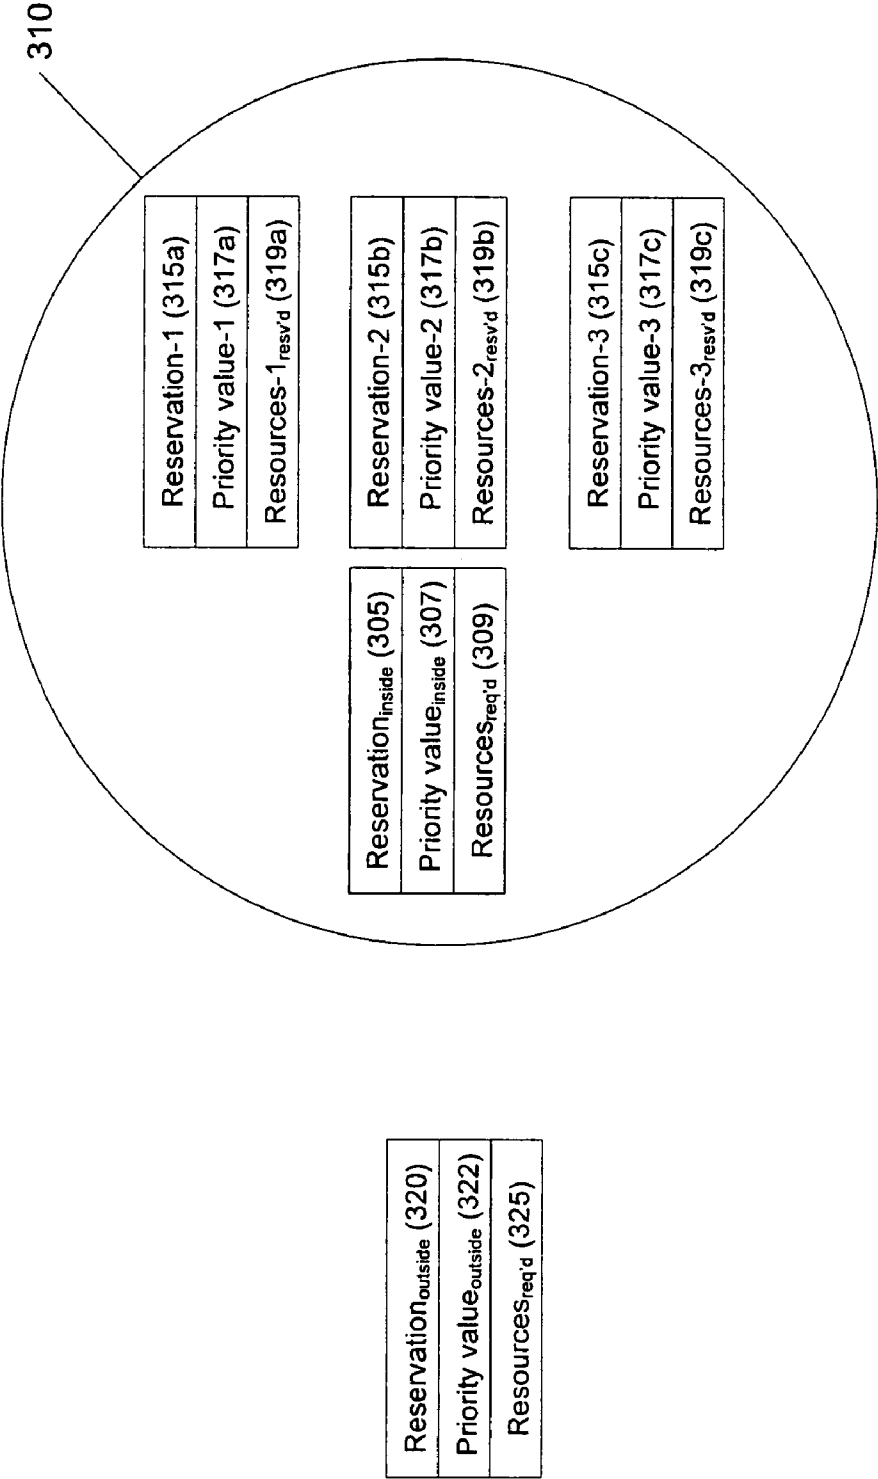 310
Reservation-1 (315a)
Priority value-1 (317a)
Resources-1resv'd (319a)
Reservation-2 (315b)
Priority value-2 (317b)
Resources-2resv'd (319b)
Reservation-3 (315c)
Priority value-3 (317c)
Resources-3resv'd (319c)
Reservationinside (305)
Priority valueinside (307)
Resourcesreq'd (309)
Reservationoutside (320)
Priority valueoutside (322)
Resourcesreq'd (325)